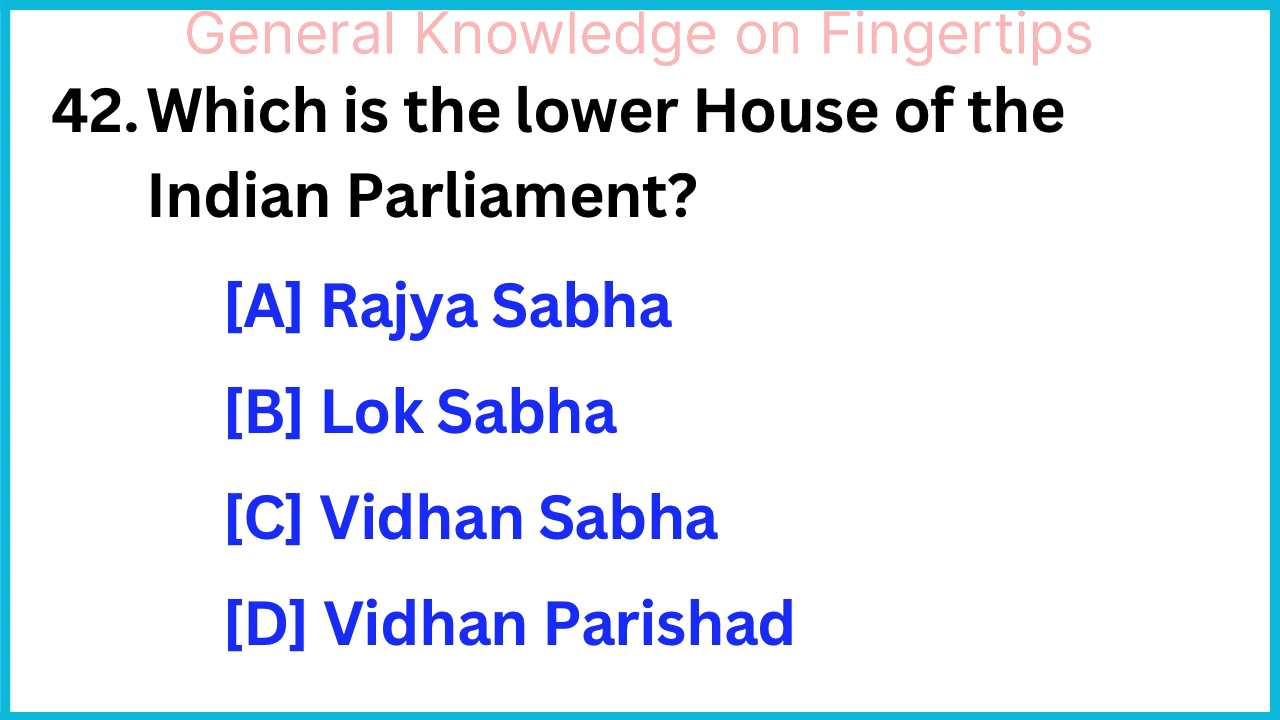 General Knowledge on Fingertips
42. Which is the lower House of the
Indian Parliament?
[A] Rajya Sabha
[B] Lok Sabha
[C] Vidhan Sabha
[D] Vidhan Parishad